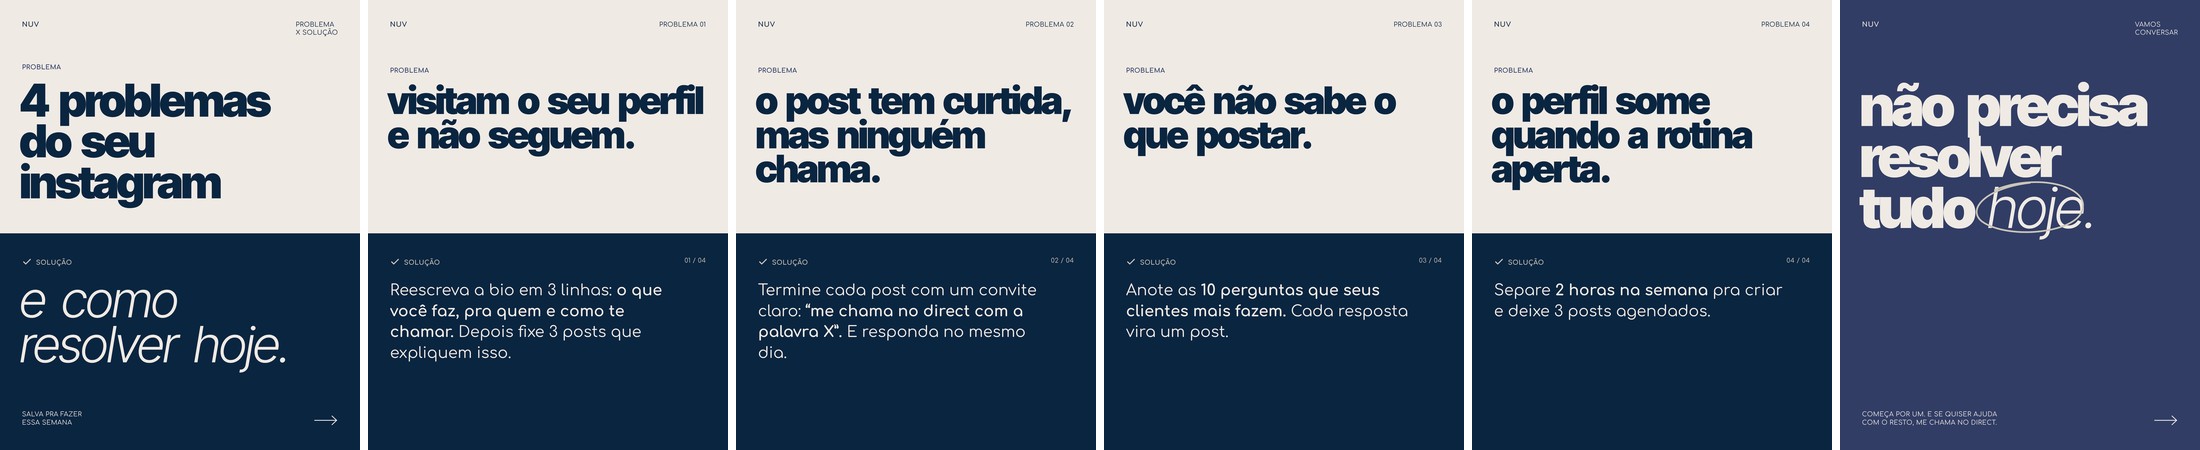 NUV
PROBLEMA
X SOLUÇÃO
PROBLEMA
4 problemas
do seu
instagram
SOLUÇÃO
e como
resolver hoje.
SALVA PRA FAZER
ESSA SEMANA
NUV
PROBLEMA 01
PROBLEMA
visitam o seu perfil
e não seguem.
SOLUÇÃO
01 / 04
Reescreva a bio em 3 linhas: o que
você faz, pra quem e como te
chamar. Depois fixe 3 posts que
expliquem isso.
NUV
PROBLEMA 02
PROBLEMA
o post tem curtida,
mas ninguém
chama.
SOLUÇÃO
02 / 04
Termine cada post com um convite
claro: “me chama no direct com a
palavra X”. E responda no mesmo
dia.
NUV
PROBLEMA 03
PROBLEMA
você não sabe o
que postar.
SOLUÇÃO
03 / 04
Anote as 10 perguntas que seus
clientes mais fazem. Cada resposta
vira um post.
NUV
PROBLEMA 04
PROBLEMA
o perfil some
quando a rotina
aperta.
SOLUÇÃO
04 / 04
Separe 2 horas na semana pra criar
e deixe 3 posts agendados.
NUV
VAMOS
CONVERSAR
não precisa
resolver
tudo hoje.
COMEÇA POR UM. E SE QUISER AJUDA
COM O RESTO, ME CHAMA NO DIRECT.